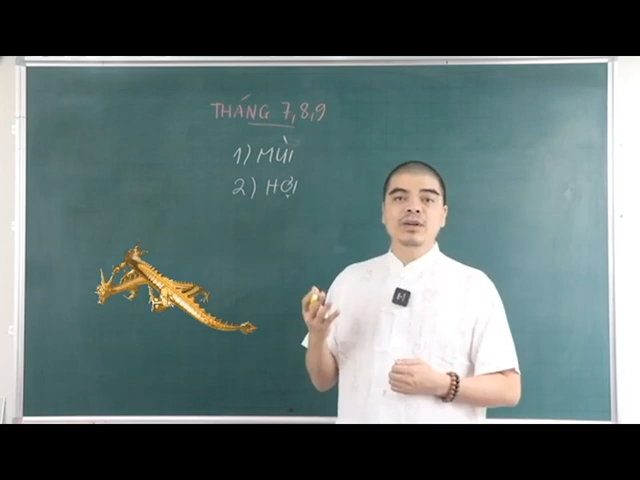 THÁNG 7,8,9
1) MÙI
2) HỢI